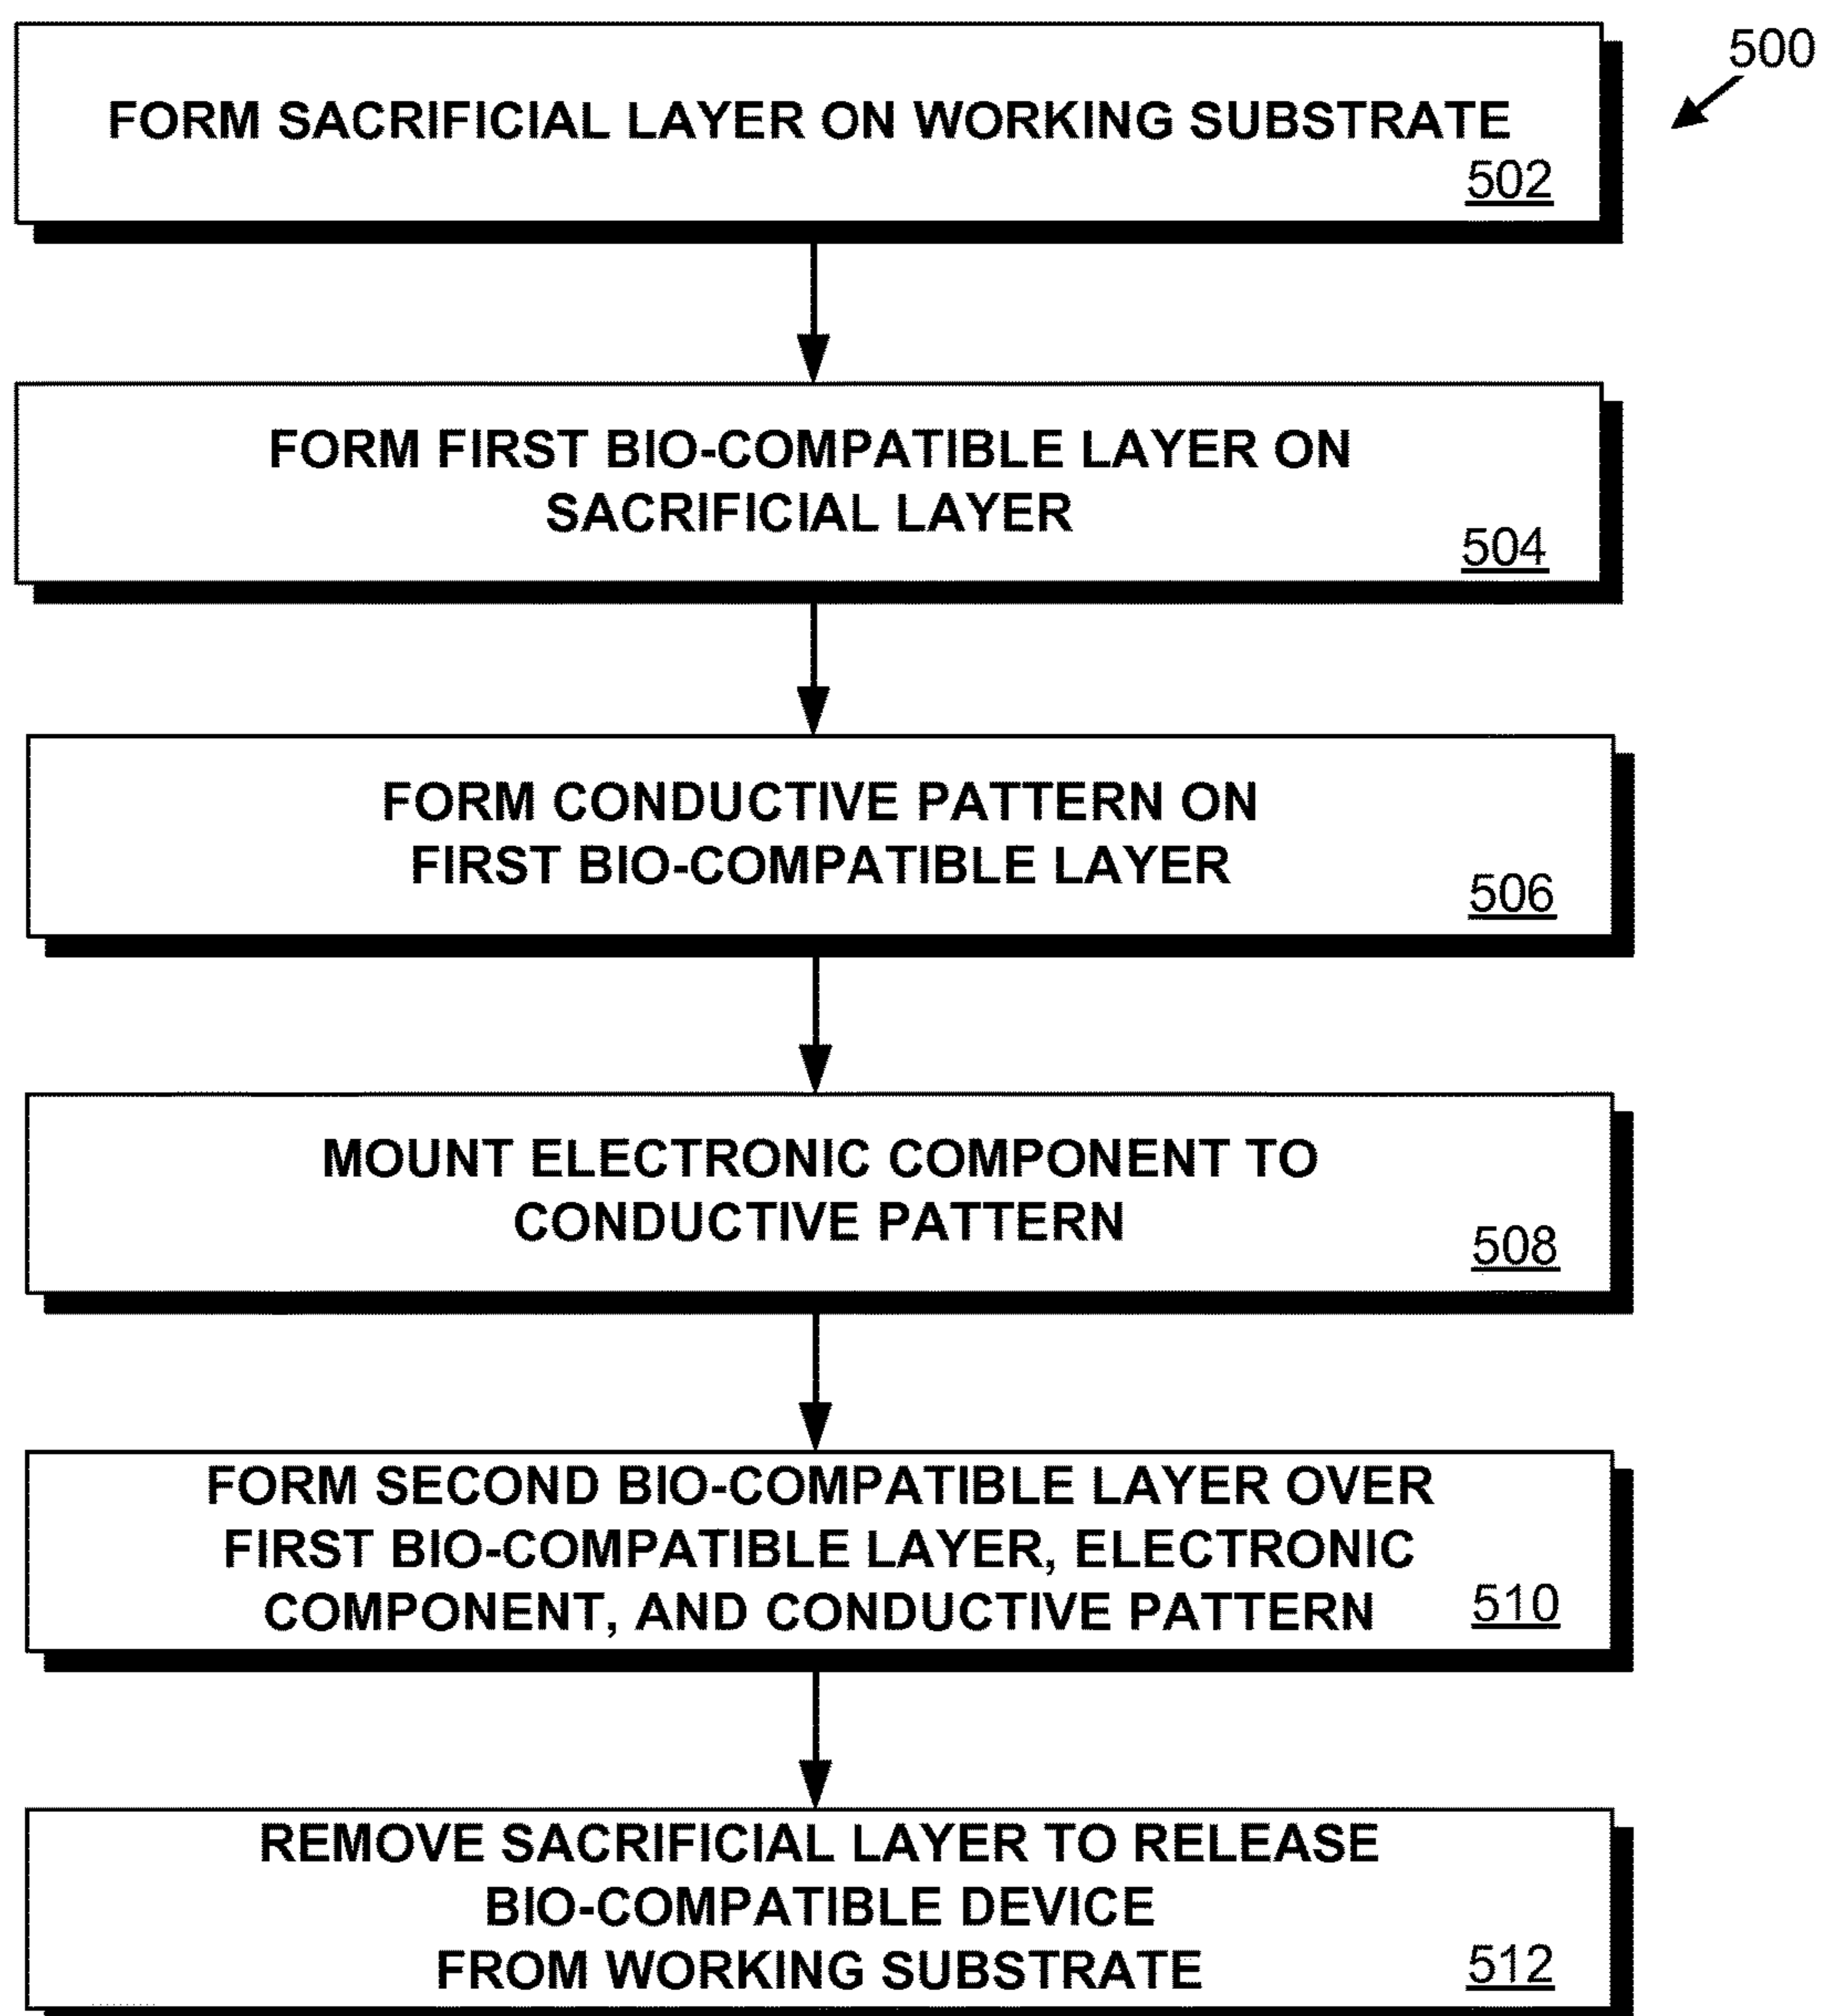 500
FORM SACRIFICIAL LAYER ON WORKING SUBSTRATE
502
FORM FIRST BIO-COMPATIBLE LAYER ON
SACRIFICIAL LAYER
504
FORM CONDUCTIVE PATTERN ON
FIRST BIO-COMPATIBLE LAYER
506
MOUNT ELECTRONIC COMPONENT TO
CONDUCTIVE PATTERN
508
FORM SECOND BIO-COMPATIBLE LAYER OVER
FIRST BIO-COMPATIBLE LAYER, ELECTRONIC
COMPONENT, AND CONDUCTIVE PATTERN
510
REMOVE SACRIFICIAL LAYER TO RELEASE
BIO-COMPATIBLE DEVICE
FROM WORKING SUBSTRATE
512